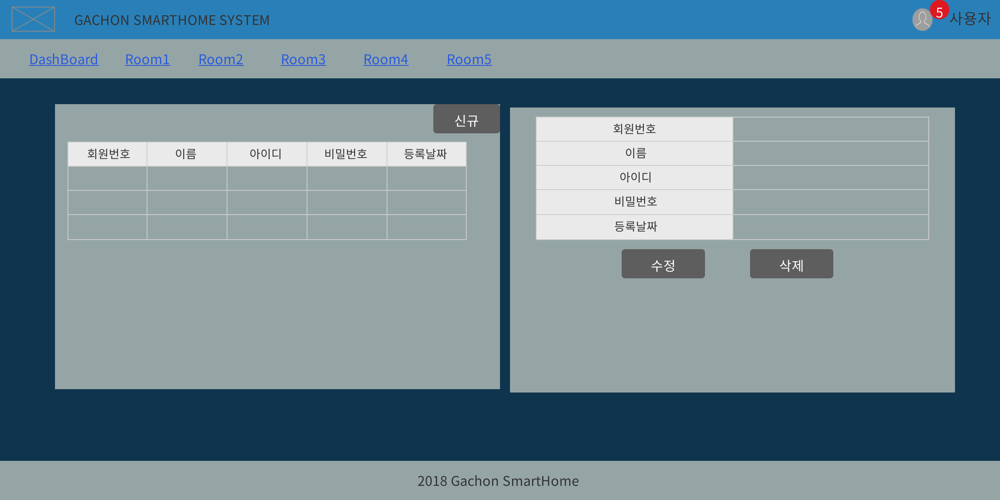 GACHON SMARTHOME SYSTEM
5
사용자
DashBoard Room1 Room2 Room3 Room4 Room5
신규
회원번호 이름 아이디 비밀번호 등록날짜
회원번호
이름
아이디
비밀번호
등록날짜
수정 삭제
2018 Gachon SmartHome